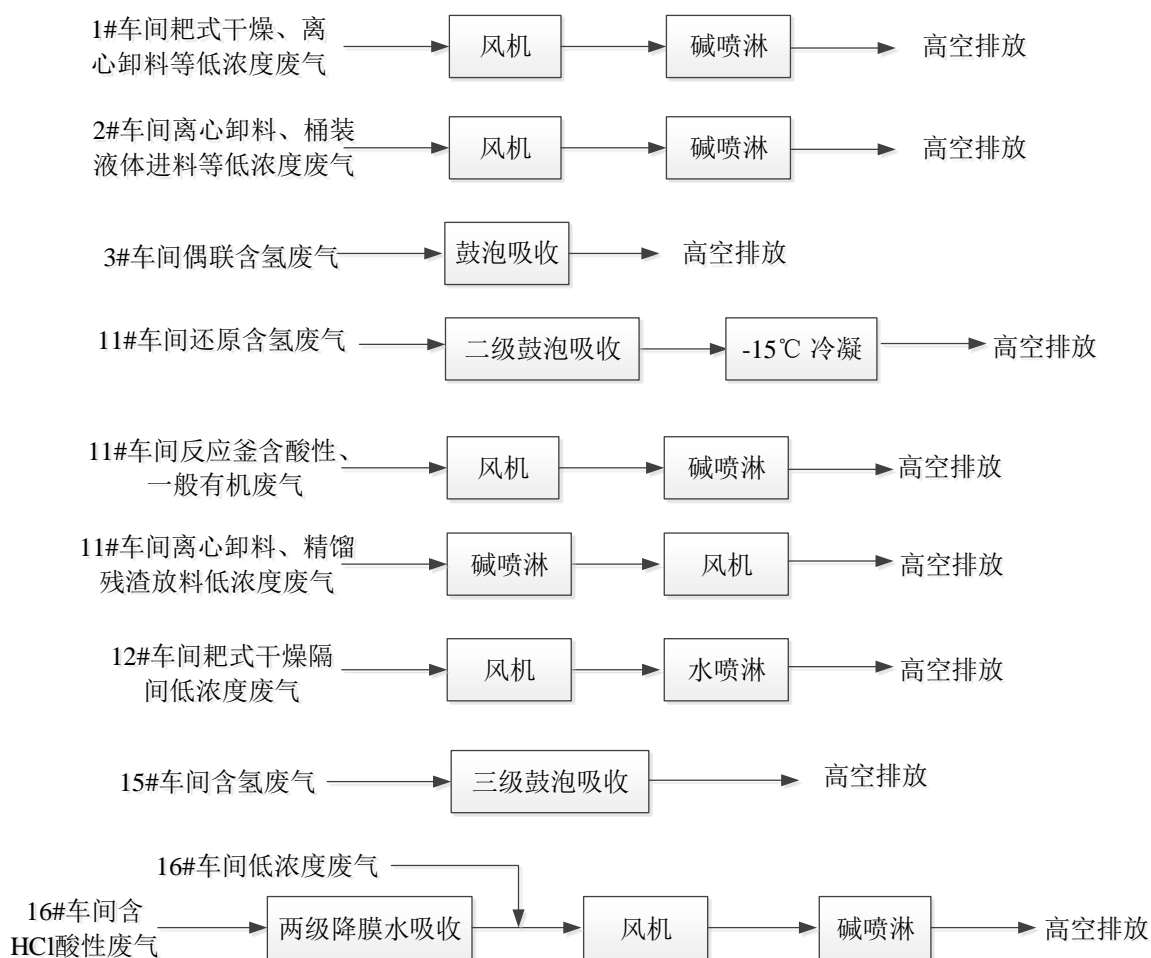 1#车间耙式干燥、离
心卸料等低浓度废气
风机
碱喷淋
高空排放
2#车间离心卸料、桶装
液体进料等低浓度废气
风机
碱喷淋
高空排放
3#车间偶联含氢废气
鼓泡吸收
高空排放
11#车间还原含氢废气
二级鼓泡吸收
-15℃ 冷凝
高空排放
11#车间反应釜含酸性、
一般有机废气
风机
碱喷淋
高空排放
11#车间离心卸料、精馏
残渣放料低浓度废气
碱喷淋
风机
高空排放
12#车间耙式干燥隔
间低浓度废气
风机
水喷淋
高空排放
15#车间含氢废气
三级鼓泡吸收
高空排放
16#车间低浓度废气
16#车间含
HCl酸性废气
两级降膜水吸收
风机
碱喷淋
高空排放